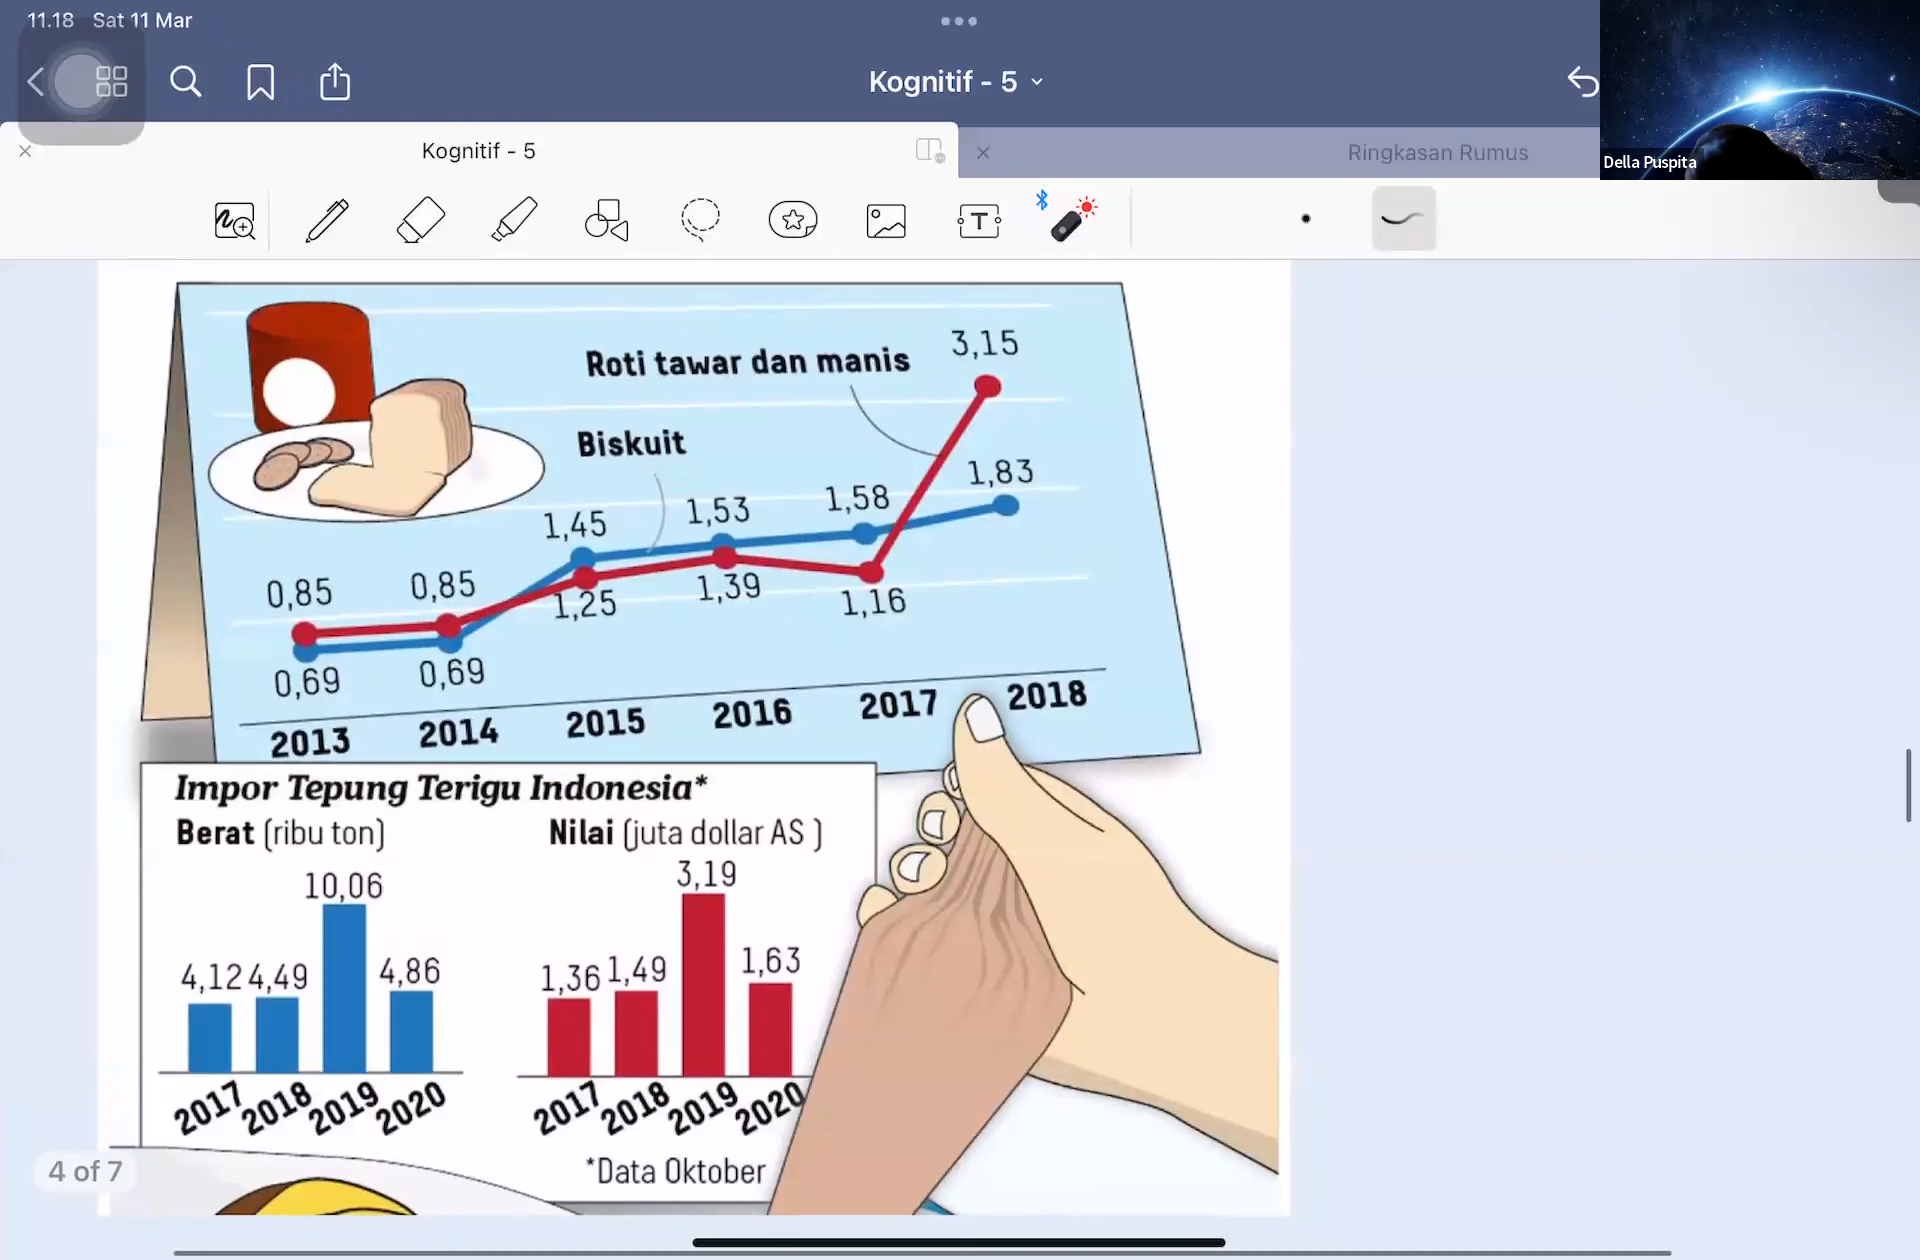 11.18 Sat 11 Mar
Kognitif - 5
Kognitif - 5
Ringkasan Rumus
Della Puspita
T
Roti tawar dan manis
3,15
Biskuit
1,83
1,45
1,53
1,58
0,85
0,85
1,25
1,39
1,16
0,69
0,69
2013 2014 2015 2016 2017 2018
Impor Tepung Terigu Indonesia*
Berat (ribu ton)
10,06
4,12 4,49 4,86
2017 2018 2019 2020
Nilai (juta dollar AS )
3,19
1,36 1,49 1,63
2017 2018 2019 2020
*Data Oktober
4 of 7